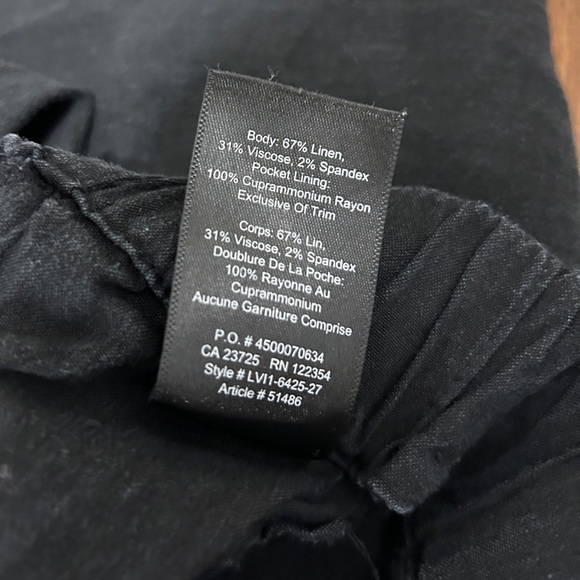 Body: 67% Linen,
31% Viscose, 2% Spandex
Pocket Lining:
100% Cuprammonium Rayon
Exclusive Of Trim
Corps: 67% Lin,
31% Viscose, 2% Spandex
Doublure De La Poche:
100% Rayonne Au
Cuprammonium
Aucune Garniture Comprise
P.O. # 4500070634
CA 23725 RN 122354
Style # LVI1-6425-27
Article # 51486